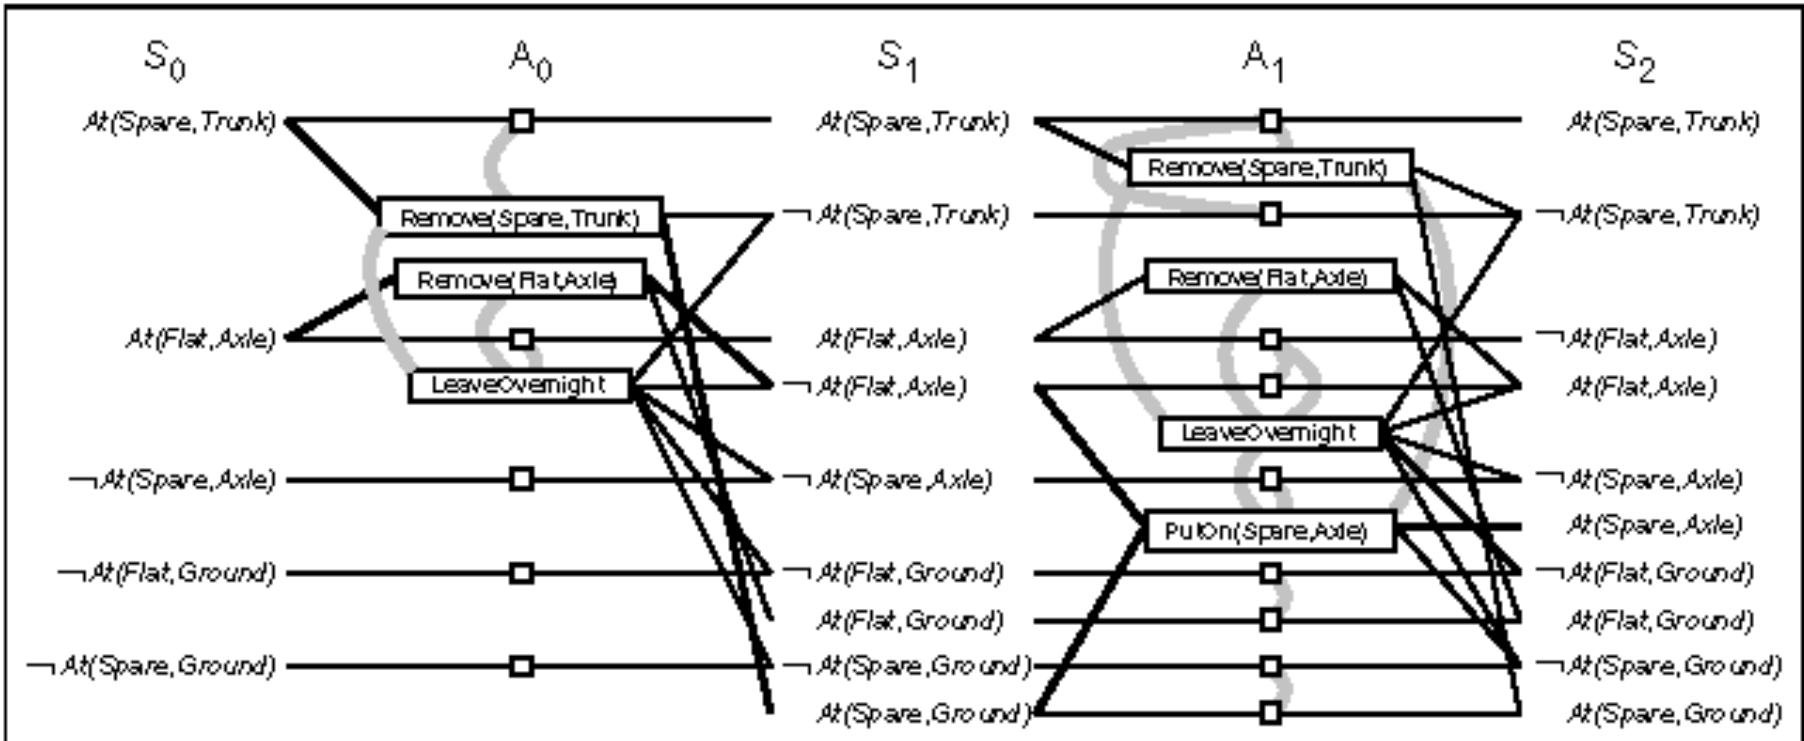 S0 A0 S1 A1 S2
At(Spare,Trunk) At(Spare,Trunk) At(Spare,Trunk)
Remove(Spare,Trunk)
Remove(Spare,Trunk) ¬At(Spare,Trunk) ¬At(Spare,Trunk)
Remove(Flat,Axle) Remove(Flat,Axle)
At(Flat,Axle) At(Flat,Axle) ¬At(Flat,Axle)
LeaveOvernight ¬At(Flat,Axle) At(Flat,Axle)
LeaveOvernight
¬At(Spare,Axle) ¬At(Spare,Axle) ¬At(Spare,Axle)
PutOn(Spare,Axle) At(Spare,Axle)
¬At(Flat,Ground) ¬At(Flat,Ground) ¬At(Flat,Ground)
At(Flat,Ground) At(Flat,Ground)
¬At(Spare,Ground) ¬At(Spare,Ground) ¬At(Spare,Ground)
At(Spare,Ground) At(Spare,Ground)